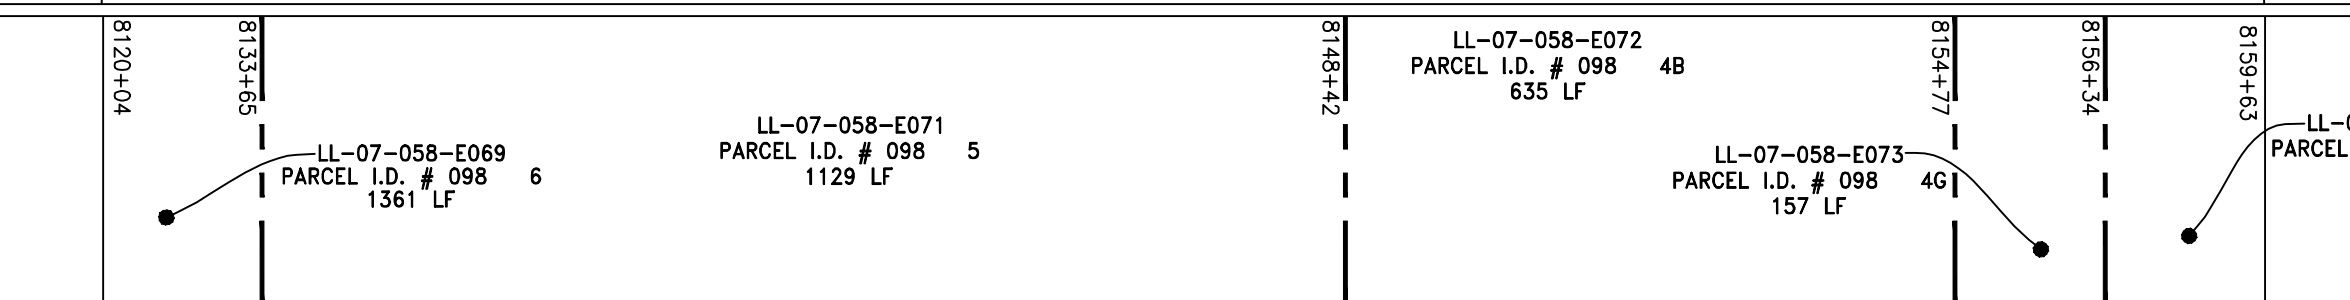 8120+04
8133+65
LL-07-058-E069
PARCEL I.D. # 098 6
1361 LF
LL-07-058-E071
PARCEL I.D. # 098 5
1129 LF
8148+42
LL-07-058-E072
PARCEL I.D. # 098 4B
635 LF
LL-07-058-E073
PARCEL I.D. # 098 4G
157 LF
8154+77
8156+34
8159+63
LL-0
PARCEL